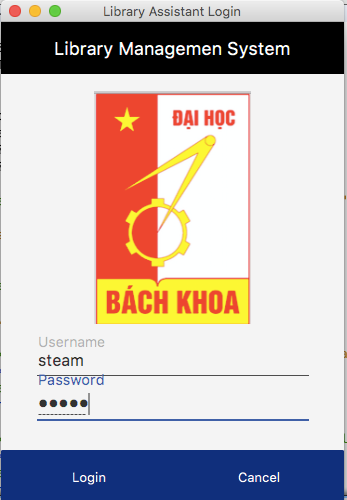 Library Assistant Login
Library Managemen System
ĐẠI HỌC
BÁCH KHOA
Username
steam
Password
●●●●●
Login
Cancel